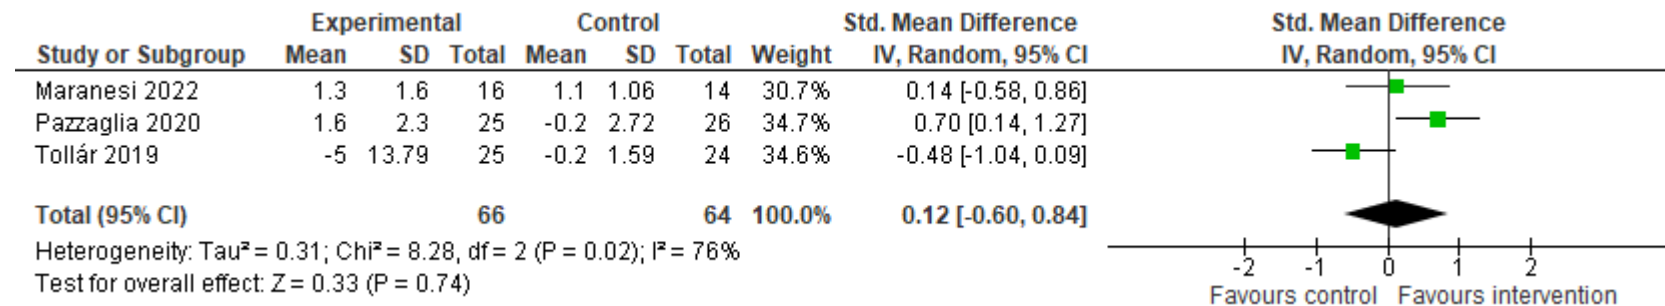 Experimental Control Std. Mean Difference Std. Mean Difference
Study or Subgroup Mean SD Total Mean SD Total Weight IV, Random, 95% CI IV, Random, 95% CI
Maranesi 2022 1.3 1.6 16 1.1 1.06 14 30.7% 0.14 [-0.58, 0.86]
Pazzaglia 2020 1.6 2.3 25 -0.2 2.72 26 34.7% 0.70 [0.14, 1.27]
Tollár 2019 -5 13.79 25 -0.2 1.59 24 34.6% -0.48 [-1.04, 0.09]
Total (95% CI) 66 64 100.0% 0.12 [-0.60, 0.84]
Heterogeneity: Tau² = 0.31; Chi² = 8.28, df = 2 (P = 0.02); I² = 76%
Test for overall effect: Z = 0.33 (P = 0.74)
-2 -1 0 1 2
Favours control Favours intervention